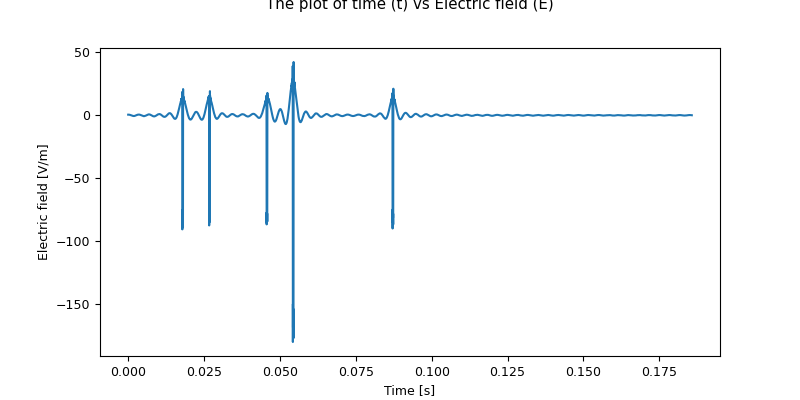 The plot of time (t) vs Electric field (E)
50
0
−50
−100
−150
Electric field [V/m]
0.000 0.025 0.050 0.075 0.100 0.125 0.150 0.175
Time [s]